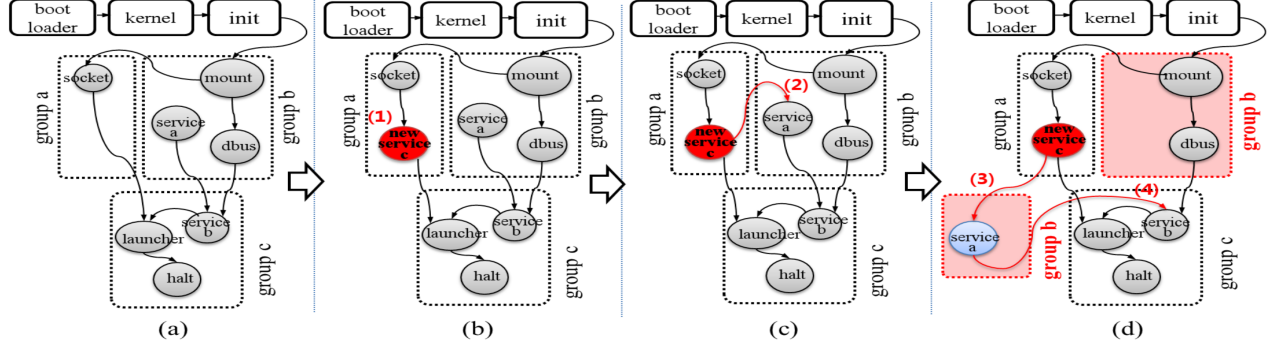 boot
loader
kernel
init
socket
mount
service
a
dbus
group a
group b
launcher
service
b
halt
group c
(a)
boot
loader
kernel
init
socket
mount
(1)
new
service
c
service
a
dbus
group a
group b
launcher
service
b
halt
group c
(b)
boot
loader
kernel
init
socket
mount
(2)
new
service
c
service
a
dbus
group a
group b
launcher
service
b
halt
group c
(c)
boot
loader
kernel
init
socket
mount
new
service
c
dbus
group a
group b
(3)
(4)
service
a
group b
launcher
service
b
halt
group c
(d)